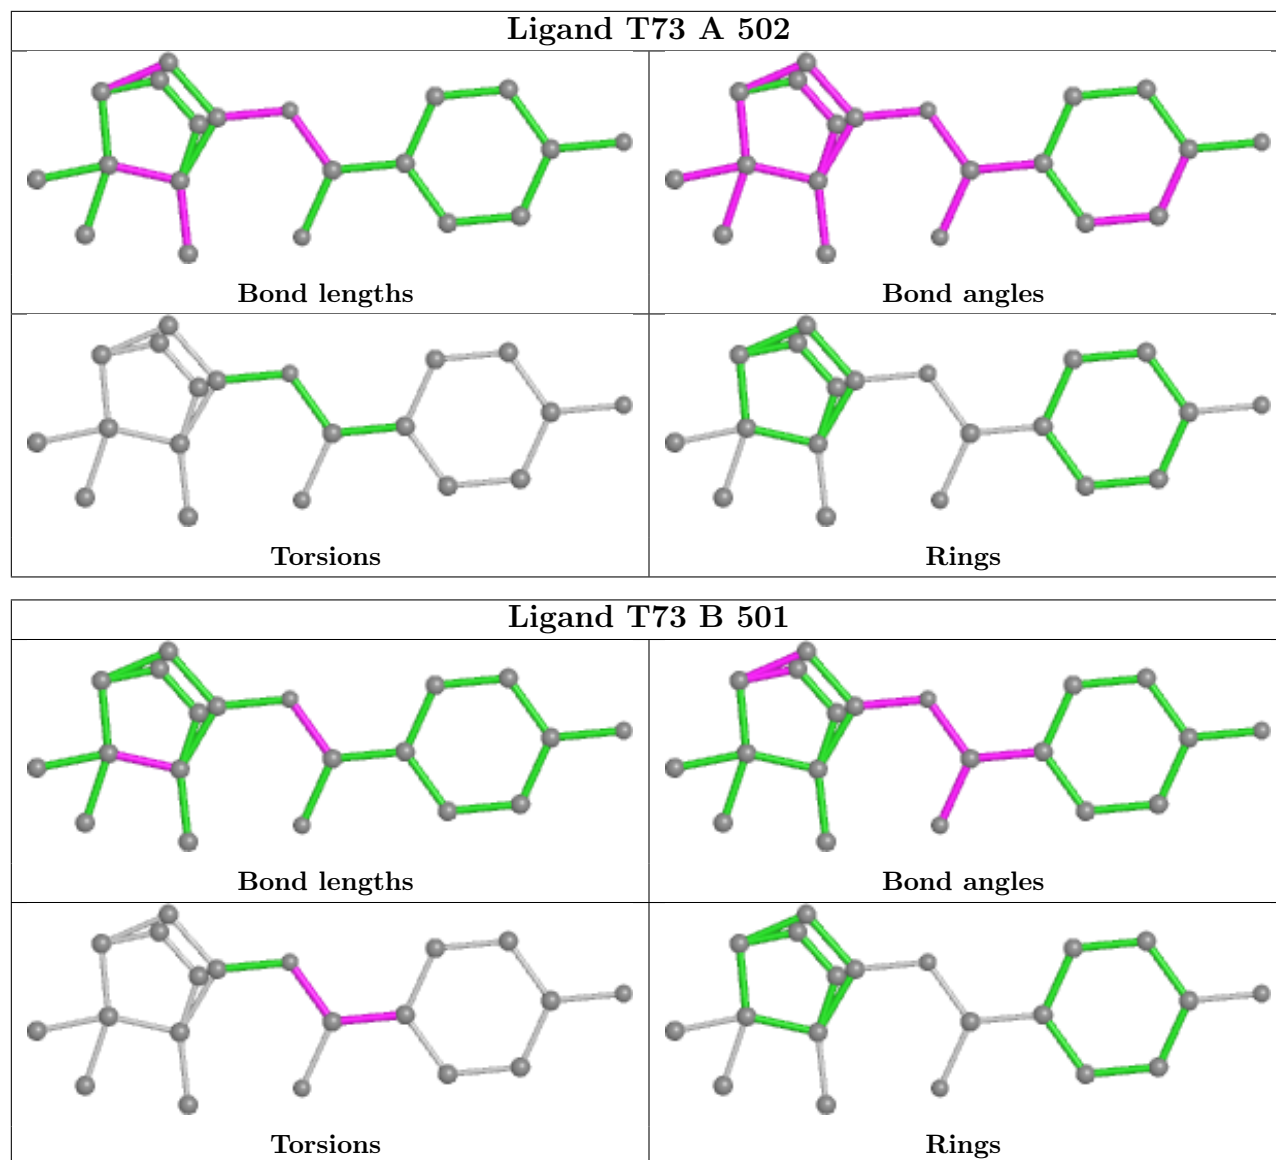 Ligand T73 A 502
Bond lengths
Bond angles
Torsions
Rings
Ligand T73 B 501
Bond lengths
Bond angles
Torsions
Rings